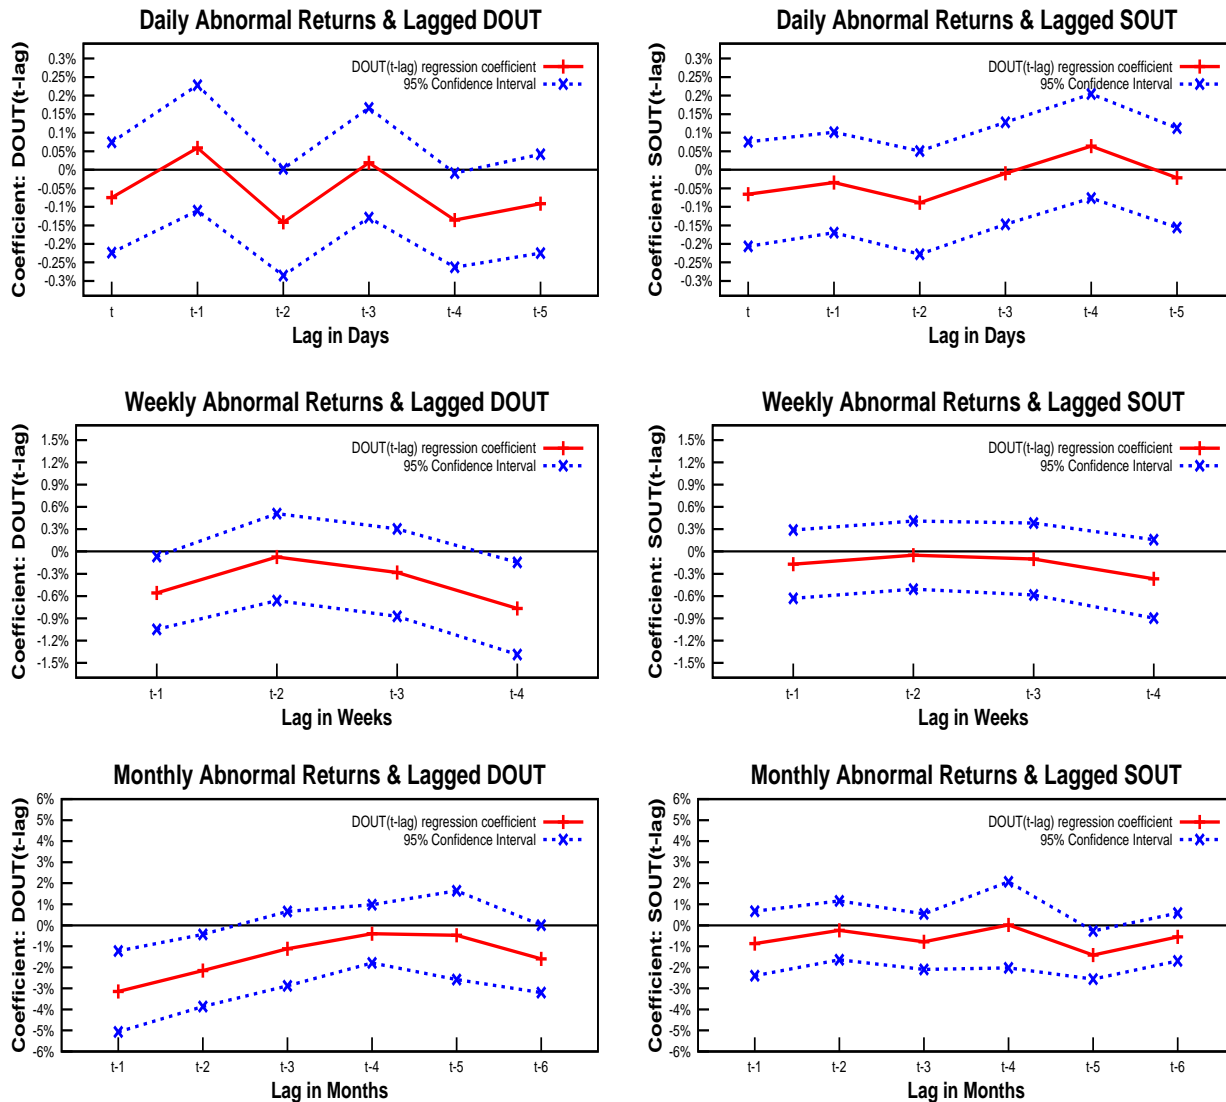 Daily Abnormal Returns & Lagged DOUT
Coefficient: DOUT(t-lag)
0.3%
0.25%
0.2%
0.15%
0.1%
0.05%
0%
-0.05%
-0.1%
-0.15%
-0.2%
-0.25%
-0.3%
DOUT(t-lag) regression coefficient
95% Confidence Interval
t t-1 t-2 t-3 t-4 t-5
Lag in Days
Daily Abnormal Returns & Lagged SOUT
Coefficient: SOUT(t-lag)
0.3%
0.25%
0.2%
0.15%
0.1%
0.05%
0%
-0.05%
-0.1%
-0.15%
-0.2%
-0.25%
-0.3%
DOUT(t-lag) regression coefficient
95% Confidence Interval
t t-1 t-2 t-3 t-4 t-5
Lag in Days
Weekly Abnormal Returns & Lagged DOUT
Coefficient: DOUT(t-lag)
1.5%
1.2%
0.9%
0.6%
0.3%
0%
-0.3%
-0.6%
-0.9%
-1.2%
-1.5%
DOUT(t-lag) regression coefficient
95% Confidence Interval
t-1 t-2 t-3 t-4
Lag in Weeks
Weekly Abnormal Returns & Lagged SOUT
Coefficient: SOUT(t-lag)
1.5%
1.2%
0.9%
0.6%
0.3%
0%
-0.3%
-0.6%
-0.9%
-1.2%
-1.5%
DOUT(t-lag) regression coefficient
95% Confidence Interval
t-1 t-2 t-3 t-4
Lag in Weeks
Monthly Abnormal Returns & Lagged DOUT
Coefficient: DOUT(t-lag)
6%
5%
4%
3%
2%
1%
0%
-1%
-2%
-3%
-4%
-5%
-6%
DOUT(t-lag) regression coefficient
95% Confidence Interval
t-1 t-2 t-3 t-4 t-5 t-6
Lag in Months
Monthly Abnormal Returns & Lagged SOUT
Coefficient: SOUT(t-lag)
6%
5%
4%
3%
2%
1%
0%
-1%
-2%
-3%
-4%
-5%
-6%
DOUT(t-lag) regression coefficient
95% Confidence Interval
t-1 t-2 t-3 t-4 t-5 t-6
Lag in Months